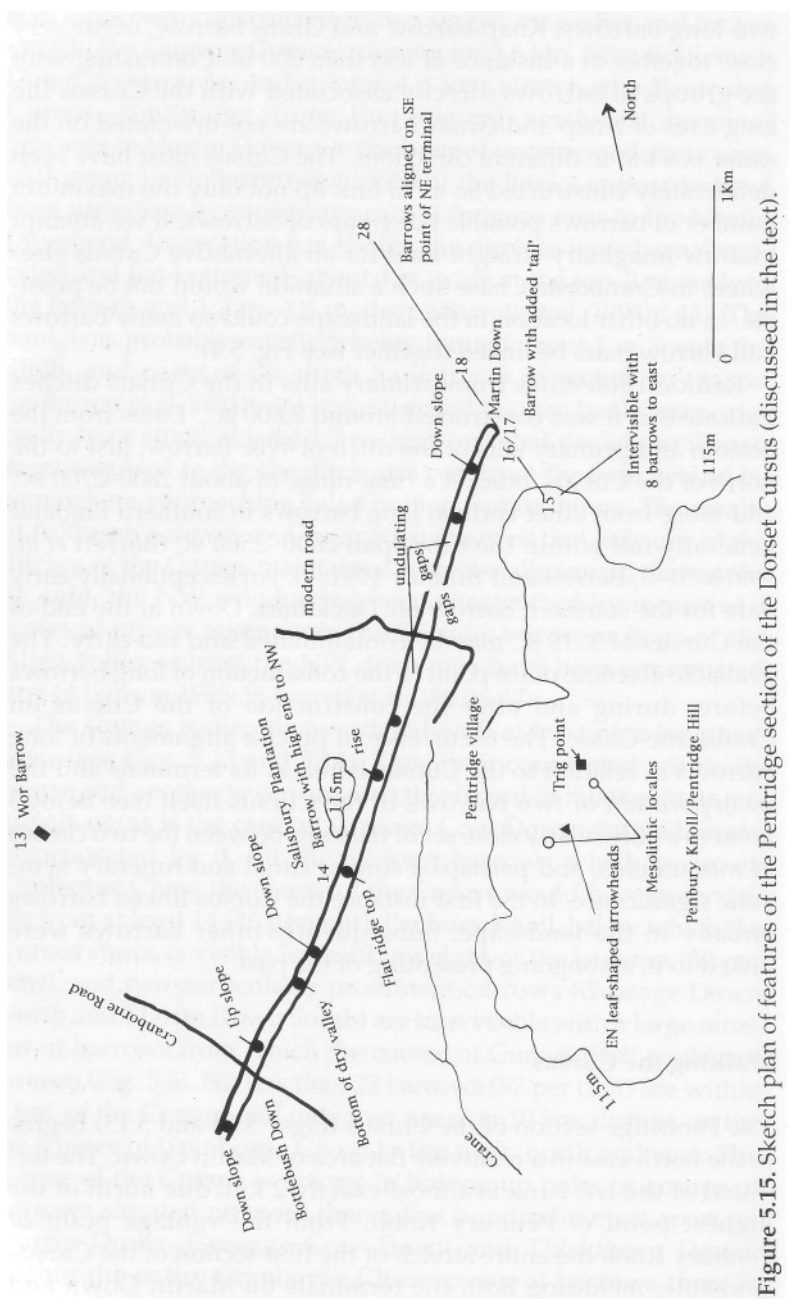 13 Wor Barrow
Cranborne Road
Down slope
Bottlebush Down
Up slope
Bottom of dry valley
Down slope
14
Flat ridge top
Salisbury Plantation
Barrow with high end NW
115m
rise
modern road
undulating
gaps
gaps
Down slope
11
28
Barrows aligned on SE
point of NE terminal
Martin Down
16/17
Barrow with added 'tail'
15
Pentridge village
Crane
115m
Trig point
EN leaf-shaped arrowheads
Mesolithic locales
Penbury Knoll/Pentridge Hill
Intervisible with
8 barrows to east
115m
North
0
1km
Figure 5.15. Sketch plan of features of the Pentridge section of the Dorset Cursus (discussed in the text)